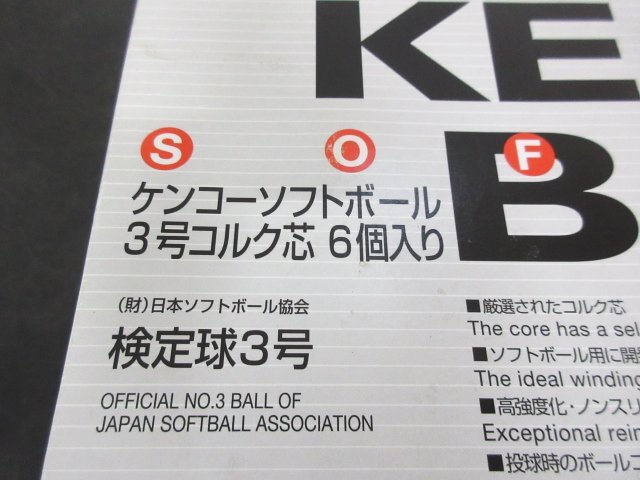 KE
S O F
B
ケンコーソフトボール
3号コルク芯 6個入り
(財)日本ソフトボール協会
検定球3号
OFFICIAL NO.3 BALL OF
JAPAN SOFTBALL ASSOCIATION
■厳選されたコルク芯
The core has a sel
■ソフトボール用に開
The ideal winding
■高強度化・ノンスリ
Exceptional rein
■投球時のボールコ